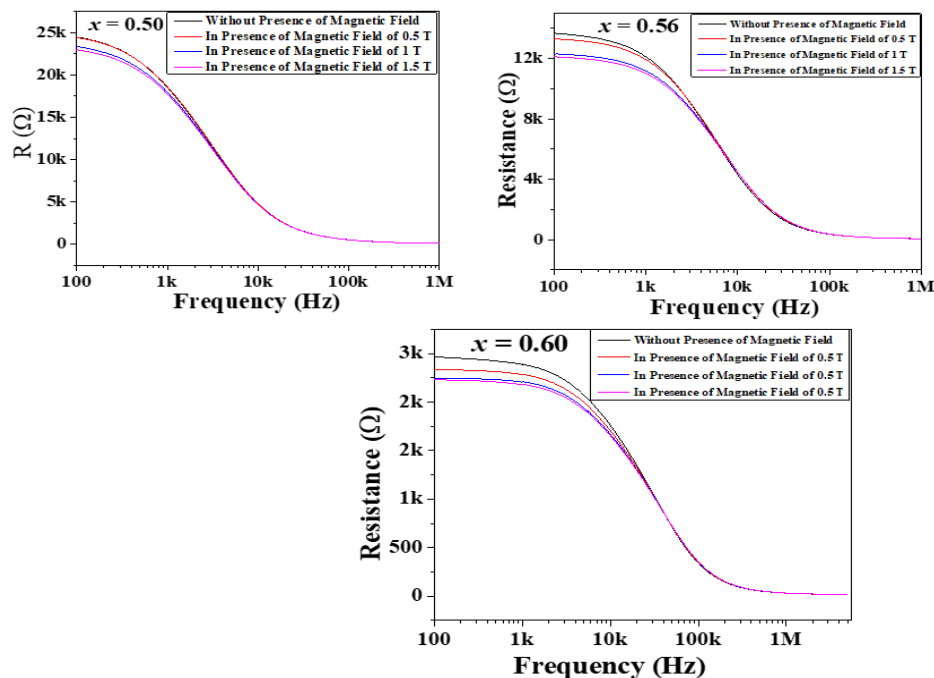 x = 0.50
Without Presence of Magnetic Field
In Presence of Magnetic Field of 0.5 T
In Presence of Magnetic Field of 1 T
In Presence of Magnetic Field of 1.5 T
25k
20k
15k
10k
5k
0
R (Ω)
100 1k 10k 100k 1M
Frequency (Hz)
x = 0.56
Without Presence of Magnetic Field
In Presence of Magnetic Field of 0.5 T
In Presence of Magnetic Field of 1 T
In Presence of Magnetic Field of 1.5 T
12k
8k
4k
0
Resistance (Ω)
100 1k 10k 100k 1M
Frequency (Hz)
x = 0.60
Without Presence of Magnetic Field
In Presence of Magnetic Field of 0.5 T
In Presence of Magnetic Field of 0.5 T
In Presence of Magnetic Field of 0.5 T
3k
2k
2k
1k
500
0
Resistance (Ω)
100 1k 10k 100k 1M
Frequency (Hz)